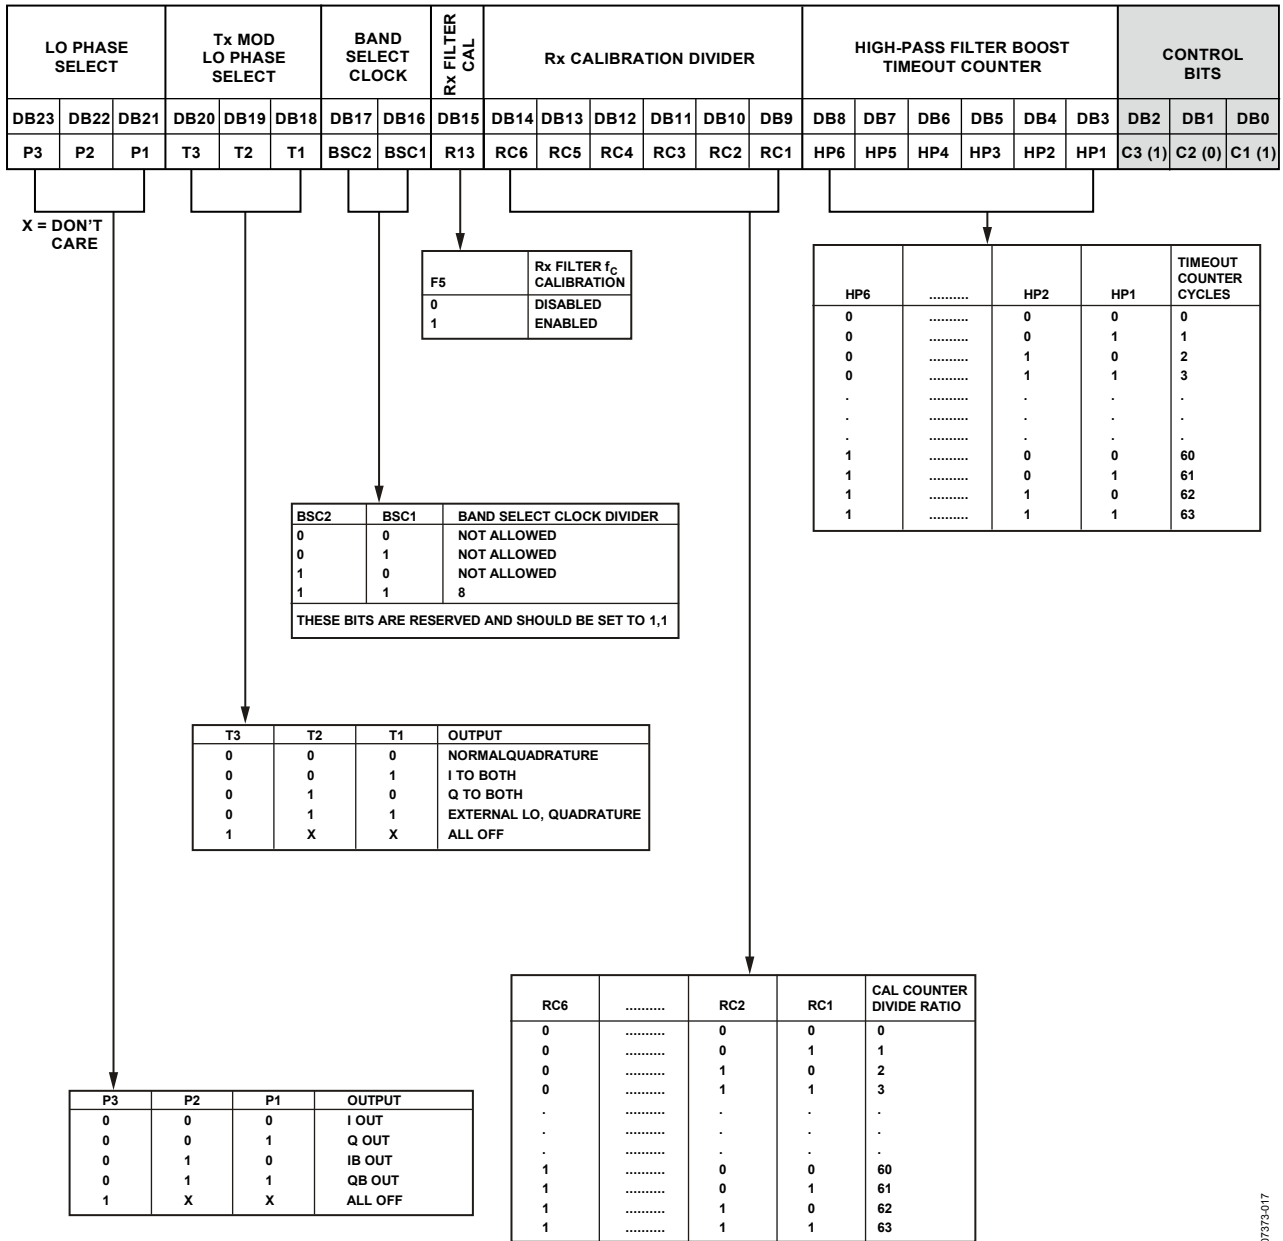 LO PHASE
SELECT
Tx MOD
LO PHASE
SELECT
BAND
SELECT
CLOCK
Rx FILTER
CAL
Rx CALIBRATION DIVIDER
HIGH-PASS FILTER BOOST
TIMEOUT COUNTER
CONTROL
BITS
DB23 DB22 DB21 DB20 DB19 DB18 DB17 DB16 DB15 DB14 DB13 DB12 DB11 DB10 DB9 DB8 DB7 DB6 DB5 DB4 DB3 DB2 DB1 DB0
P3 P2 P1 T3 T2 T1 BSC2 BSC1 R13 RC6 RC5 RC4 RC3 RC2 RC1 HP6 HP5 HP4 HP3 HP2 HP1 C3 (1) C2 (0) C1 (1)
X = DON'T
CARE
F5 Rx FILTER fC
CALIBRATION
0 DISABLED
1 ENABLED
HP6 .......... HP2 HP1 TIMEOUT
COUNTER
CYCLES
0 .......... 0 0 0
0 .......... 0 1 1
0 .......... 1 0 2
0 .......... 1 1 3
. .......... . . .
. .......... . . .
. .......... . . .
1 .......... 0 0 60
1 .......... 0 1 61
1 .......... 1 0 62
1 .......... 1 1 63
BSC2 BSC1 BAND SELECT CLOCK DIVIDER
0 0 NOT ALLOWED
0 1 NOT ALLOWED
1 0 NOT ALLOWED
1 1 8
THESE BITS ARE RESERVED AND SHOULD BE SET TO 1,1
T3 T2 T1 OUTPUT
0 0 0 NORMALQUADRATURE
0 0 1 I TO BOTH
0 1 0 Q TO BOTH
0 1 1 EXTERNAL LO, QUADRATURE
1 X X ALL OFF
RC6 .......... RC2 RC1 CAL COUNTER
DIVIDE RATIO
0 .......... 0 0 0
0 .......... 0 1 1
0 .......... 1 0 2
0 .......... 1 1 3
. .......... . . .
. .......... . . .
. .......... . . .
1 .......... 0 0 60
1 .......... 0 1 61
1 .......... 1 0 62
1 .......... 1 1 63
P3 P2 P1 OUTPUT
0 0 0 I OUT
0 0 1 Q OUT
0 1 0 IB OUT
0 1 1 QB OUT
1 X X ALL OFF
07373-017